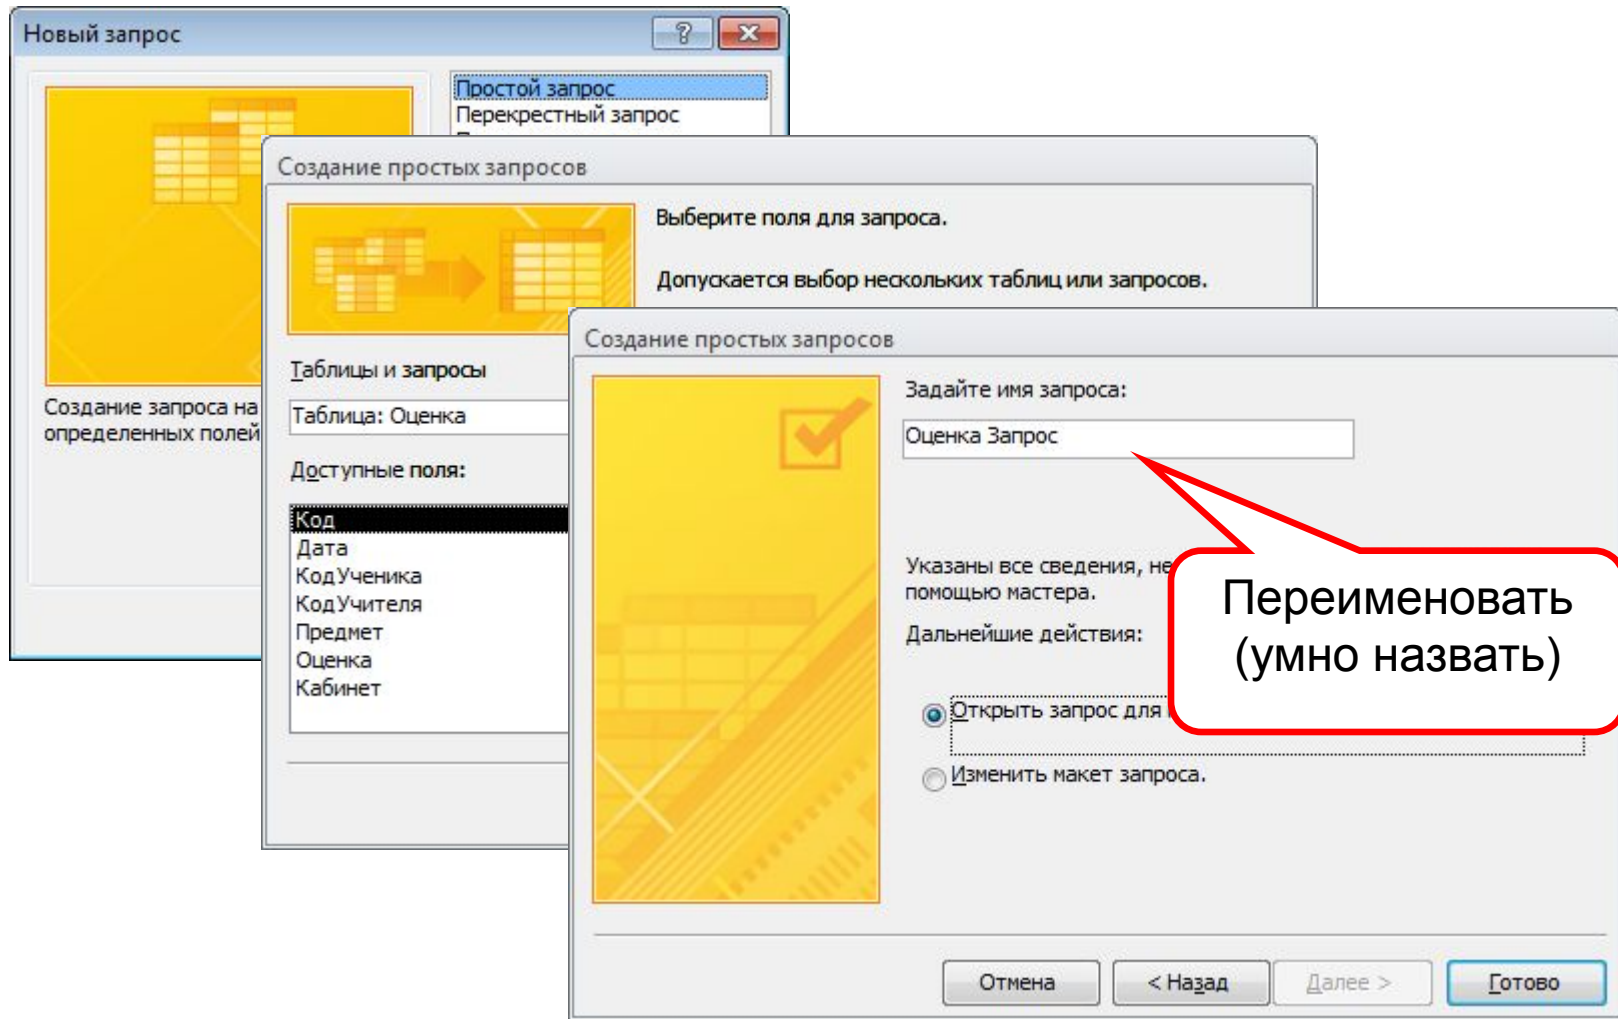 Новый запрос
Простой запрос
Перекрестный запрос
Создание запроса на
определенных полей
Создание простых запросов
Выберите поля для запроса.
Допускается выбор нескольких таблиц или запросов.
Таблицы и запросы
Таблица: Оценка
Доступные поля:
Код
Дата
КодУченика
КодУчителя
Предмет
Оценка
Кабинет
Создание простых запросов
Задайте имя запроса:
Оценка Запрос
Указаны все сведения, не
помощью мастера.
Дальнейшие действия:
Открыть запрос для
Изменить макет запроса.
Переименовать
(умно назвать)
Отмена
< Назад
Далее >
Готово